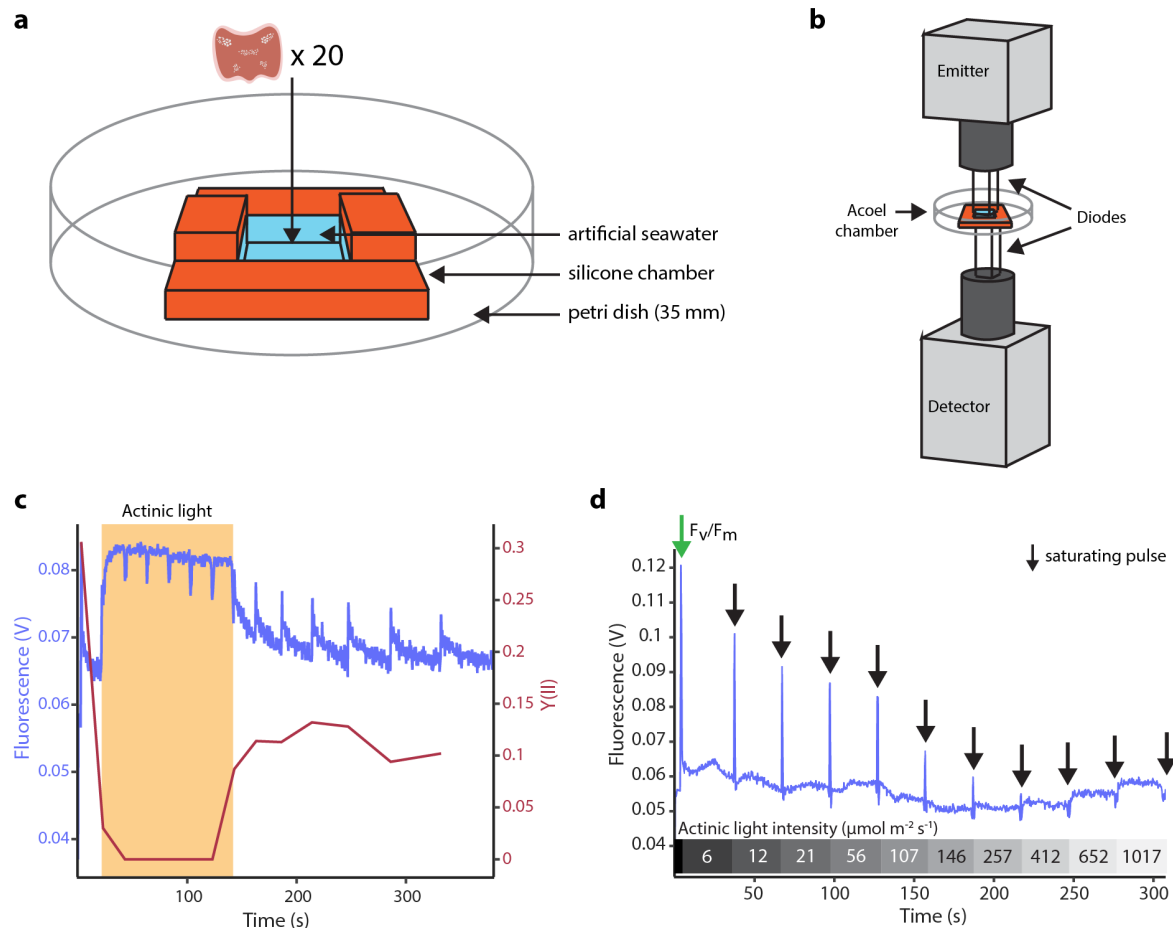 a
x 20
artificial seawater
silicone chamber
petri dish (35 mm)
b
Emitter
Acoel
chamber
Diodes
Detector
c
Actinic light
Fluorescence (V)
0.08
0.07
0.06
0.05
0.04
0.3
0.25
0.2
0.15
0.1
0.05
0
Y(II)
100
200
300
Time (s)
d
Fv/Fm
saturating pulse
Fluorescence (V)
0.12
0.11
0.1
0.09
0.08
0.07
0.06
0.05
0.04
Actinic light intensity (μmol m⁻² s⁻¹)
6 12 21 56 107 146 257 412 652 1017
50 100 150 200 250 300
Time (s)